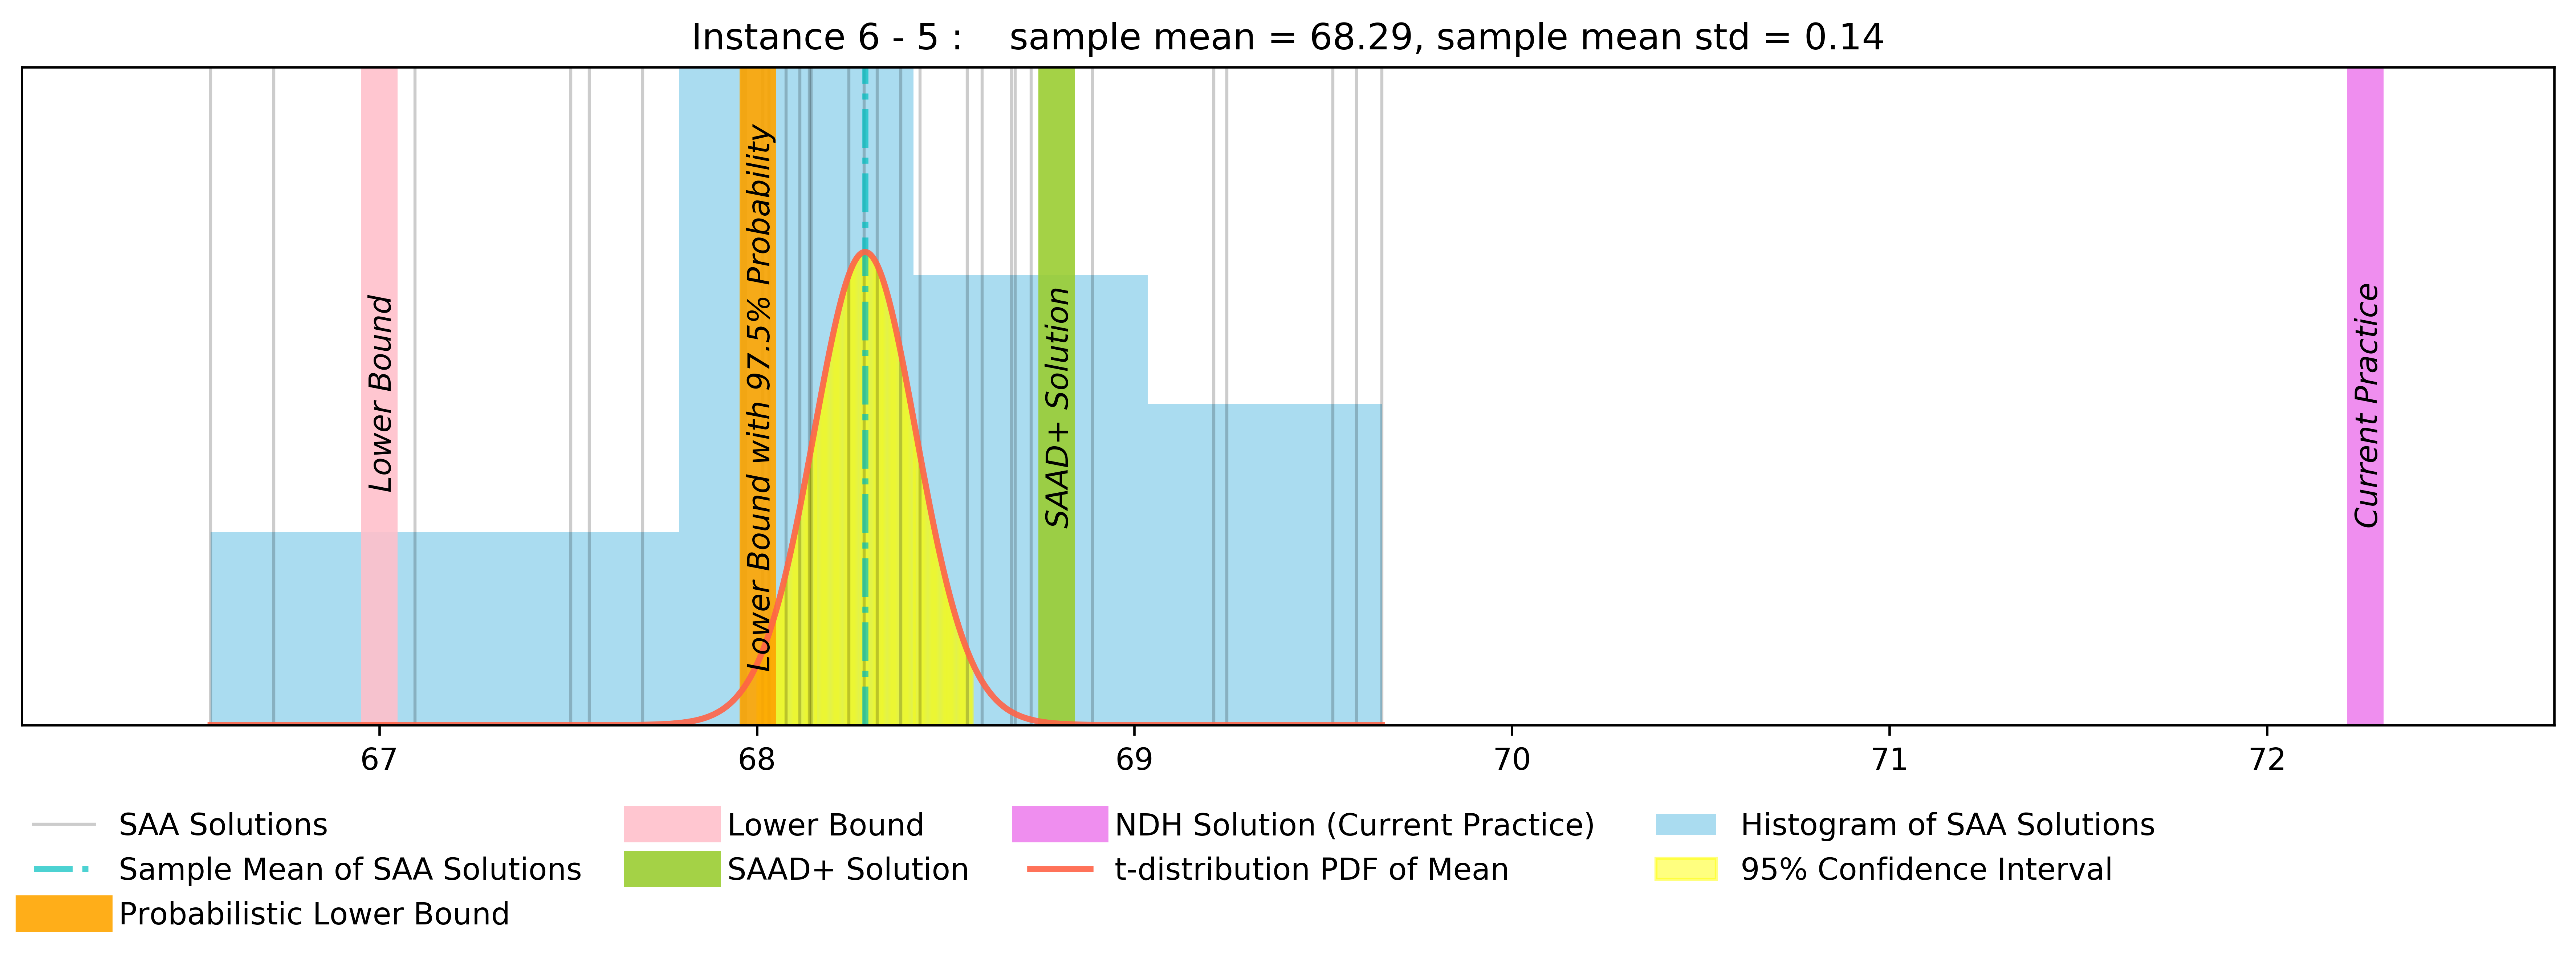 Instance 6 - 5 :    sample mean = 68.29, sample mean std = 0.14
Lower Bound
Lower Bound with 97.5% Probability
SAAD+ Solution
Current Practice
67 68 69 70 71 72
SAA Solutions
Sample Mean of SAA Solutions
Probabilistic Lower Bound
Lower Bound
SAAD+ Solution
NDH Solution (Current Practice)
t-distribution PDF of Mean
Histogram of SAA Solutions
95% Confidence Interval